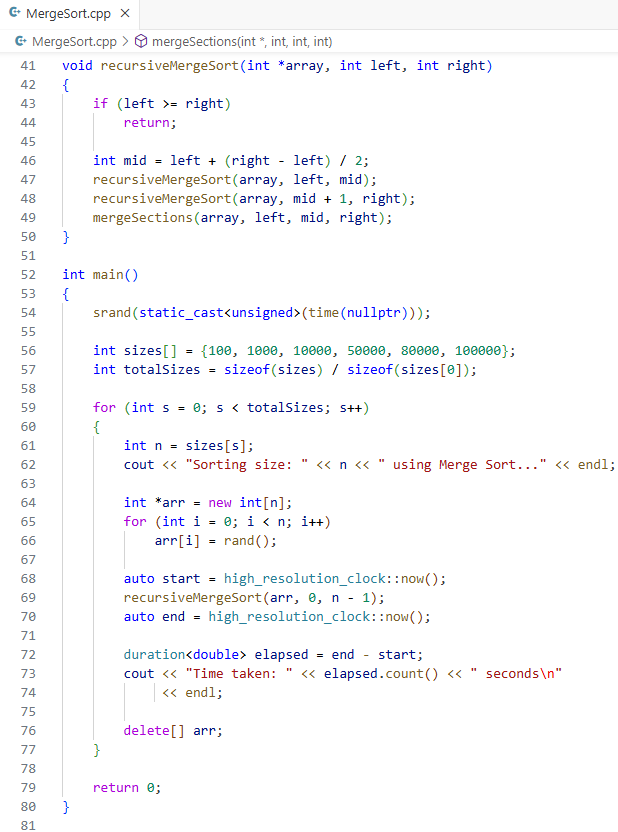 MergeSort.cpp ×
MergeSort.cpp > mergeSections(int *, int, int, int)
41 void recursiveMergeSort(int *array, int left, int right)
42 {
43     if (left >= right)
44         return;
45
46     int mid = left + (right - left) / 2;
47     recursiveMergeSort(array, left, mid);
48     recursiveMergeSort(array, mid + 1, right);
49     mergeSections(array, left, mid, right);
50 }
51
52 int main()
53 {
54     srand(static_cast<unsigned>(time(nullptr)));
55
56     int sizes[] = {100, 1000, 10000, 50000, 80000, 100000};
57     int totalSizes = sizeof(sizes) / sizeof(sizes[0]);
58
59     for (int s = 0; s < totalSizes; s++)
60     {
61         int n = sizes[s];
62         cout << "Sorting size: " << n << " using Merge Sort..." << endl;
63
64         int *arr = new int[n];
65         for (int i = 0; i < n; i++)
66             arr[i] = rand();
67
68         auto start = high_resolution_clock::now();
69         recursiveMergeSort(arr, 0, n - 1);
70         auto end = high_resolution_clock::now();
71
72         duration<double> elapsed = end - start;
73         cout << "Time taken: " << elapsed.count() << " seconds\n"
74              << endl;
75
76         delete[] arr;
77     }
78
79     return 0;
80 }
81